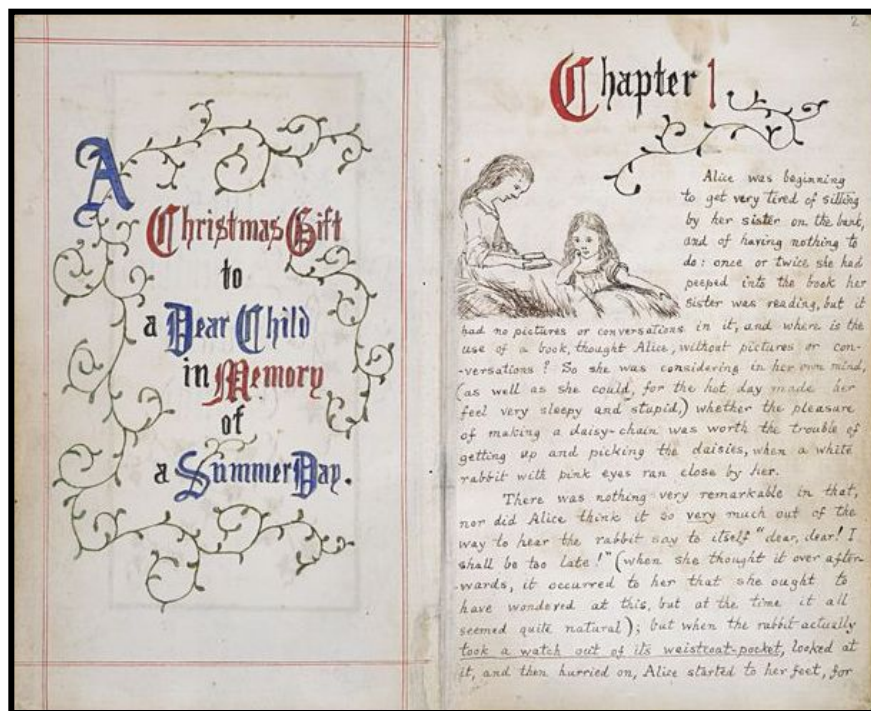 A
Christmas Gift
to
a Dear Child
in Memory
of
a Summer Day.
2
Chapter 1
Alice was beginning
to get very tired of sitting
by her sister on the bank,
and of having nothing to
do: once or twice she had
peeped into the book her
sister was reading, but it
had no pictures or conversations in it, and where is the
use of a book, thought Alice, without pictures or con-
-versations? So she was considering in her own mind,
(as well as she could, for the hot day made her
feel very sleepy and stupid,) whether the pleasure
of making a daisy-chain was worth the trouble of
getting up and picking the daisies, when a white
rabbit with pink eyes ran close by her.
There was nothing very remarkable in that,
nor did Alice think it so very much out of the
way to hear the rabbit say to itself "dear, dear! I
shall be too late!" (when she thought it over after-
-wards, it occurred to her that she ought to
have wondered at this, but at the time it all
seemed quite natural); but when the rabbit actually
took a watch out of its waistcoat-pocket, looked at
it, and then hurried on, Alice started to her feet, for